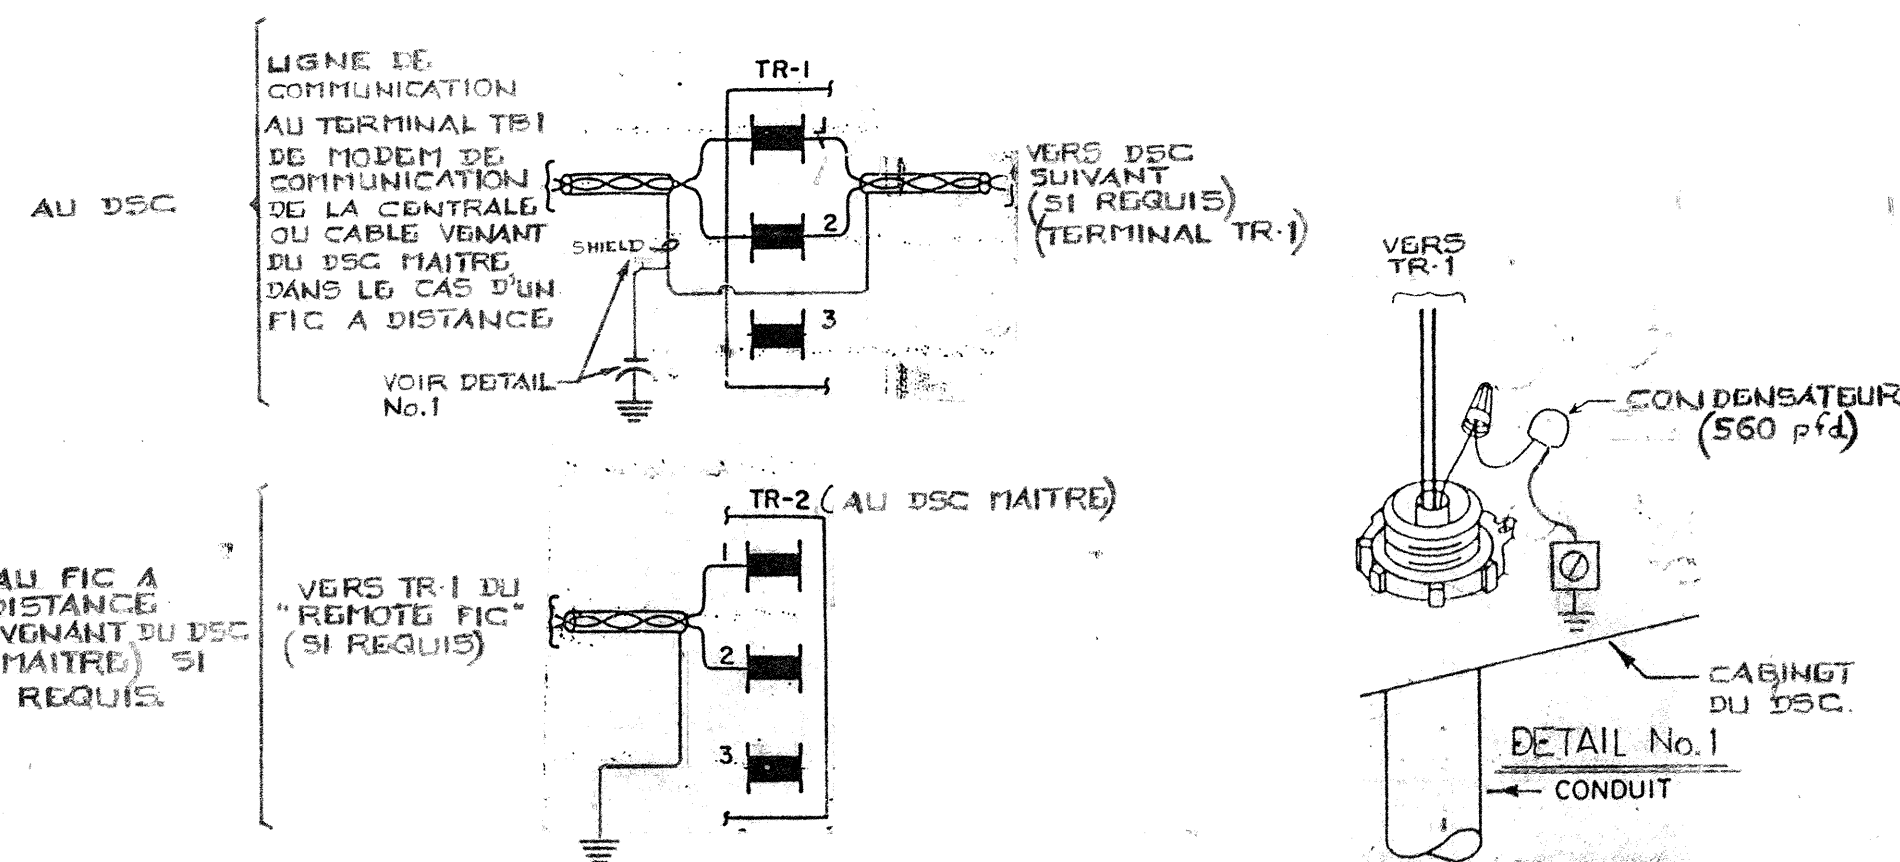 AU DSC
LIGNE DE
COMMUNICATION
AU TERMINAL TB1
DE MODEM DE
COMMUNICATION
DE LA CENTRALE
OU CABLE VENANT
DU DSC MAITRE
DANS LE CAS D'UN
FIC A DISTANCE
TR-1
1
2
3
SHIELD
VOIR DETAIL
No.1
VERS DSC
SUIVANT
(SI REQUIS)
(TERMINAL TR-1)
AU FIC A
DISTANCE
VENANT DU DSC
MAITRE) SI
REQUIS.
VERS TR-1 DU
"REMOTE FIC"
(SI REQUIS)
TR-2 (AU DSC MAITRE)
1
2
3
VERS
TR-1
CONDENSATEUR
(560 pfd)
CABINET
DU DSC.
DETAIL No.1
CONDUIT